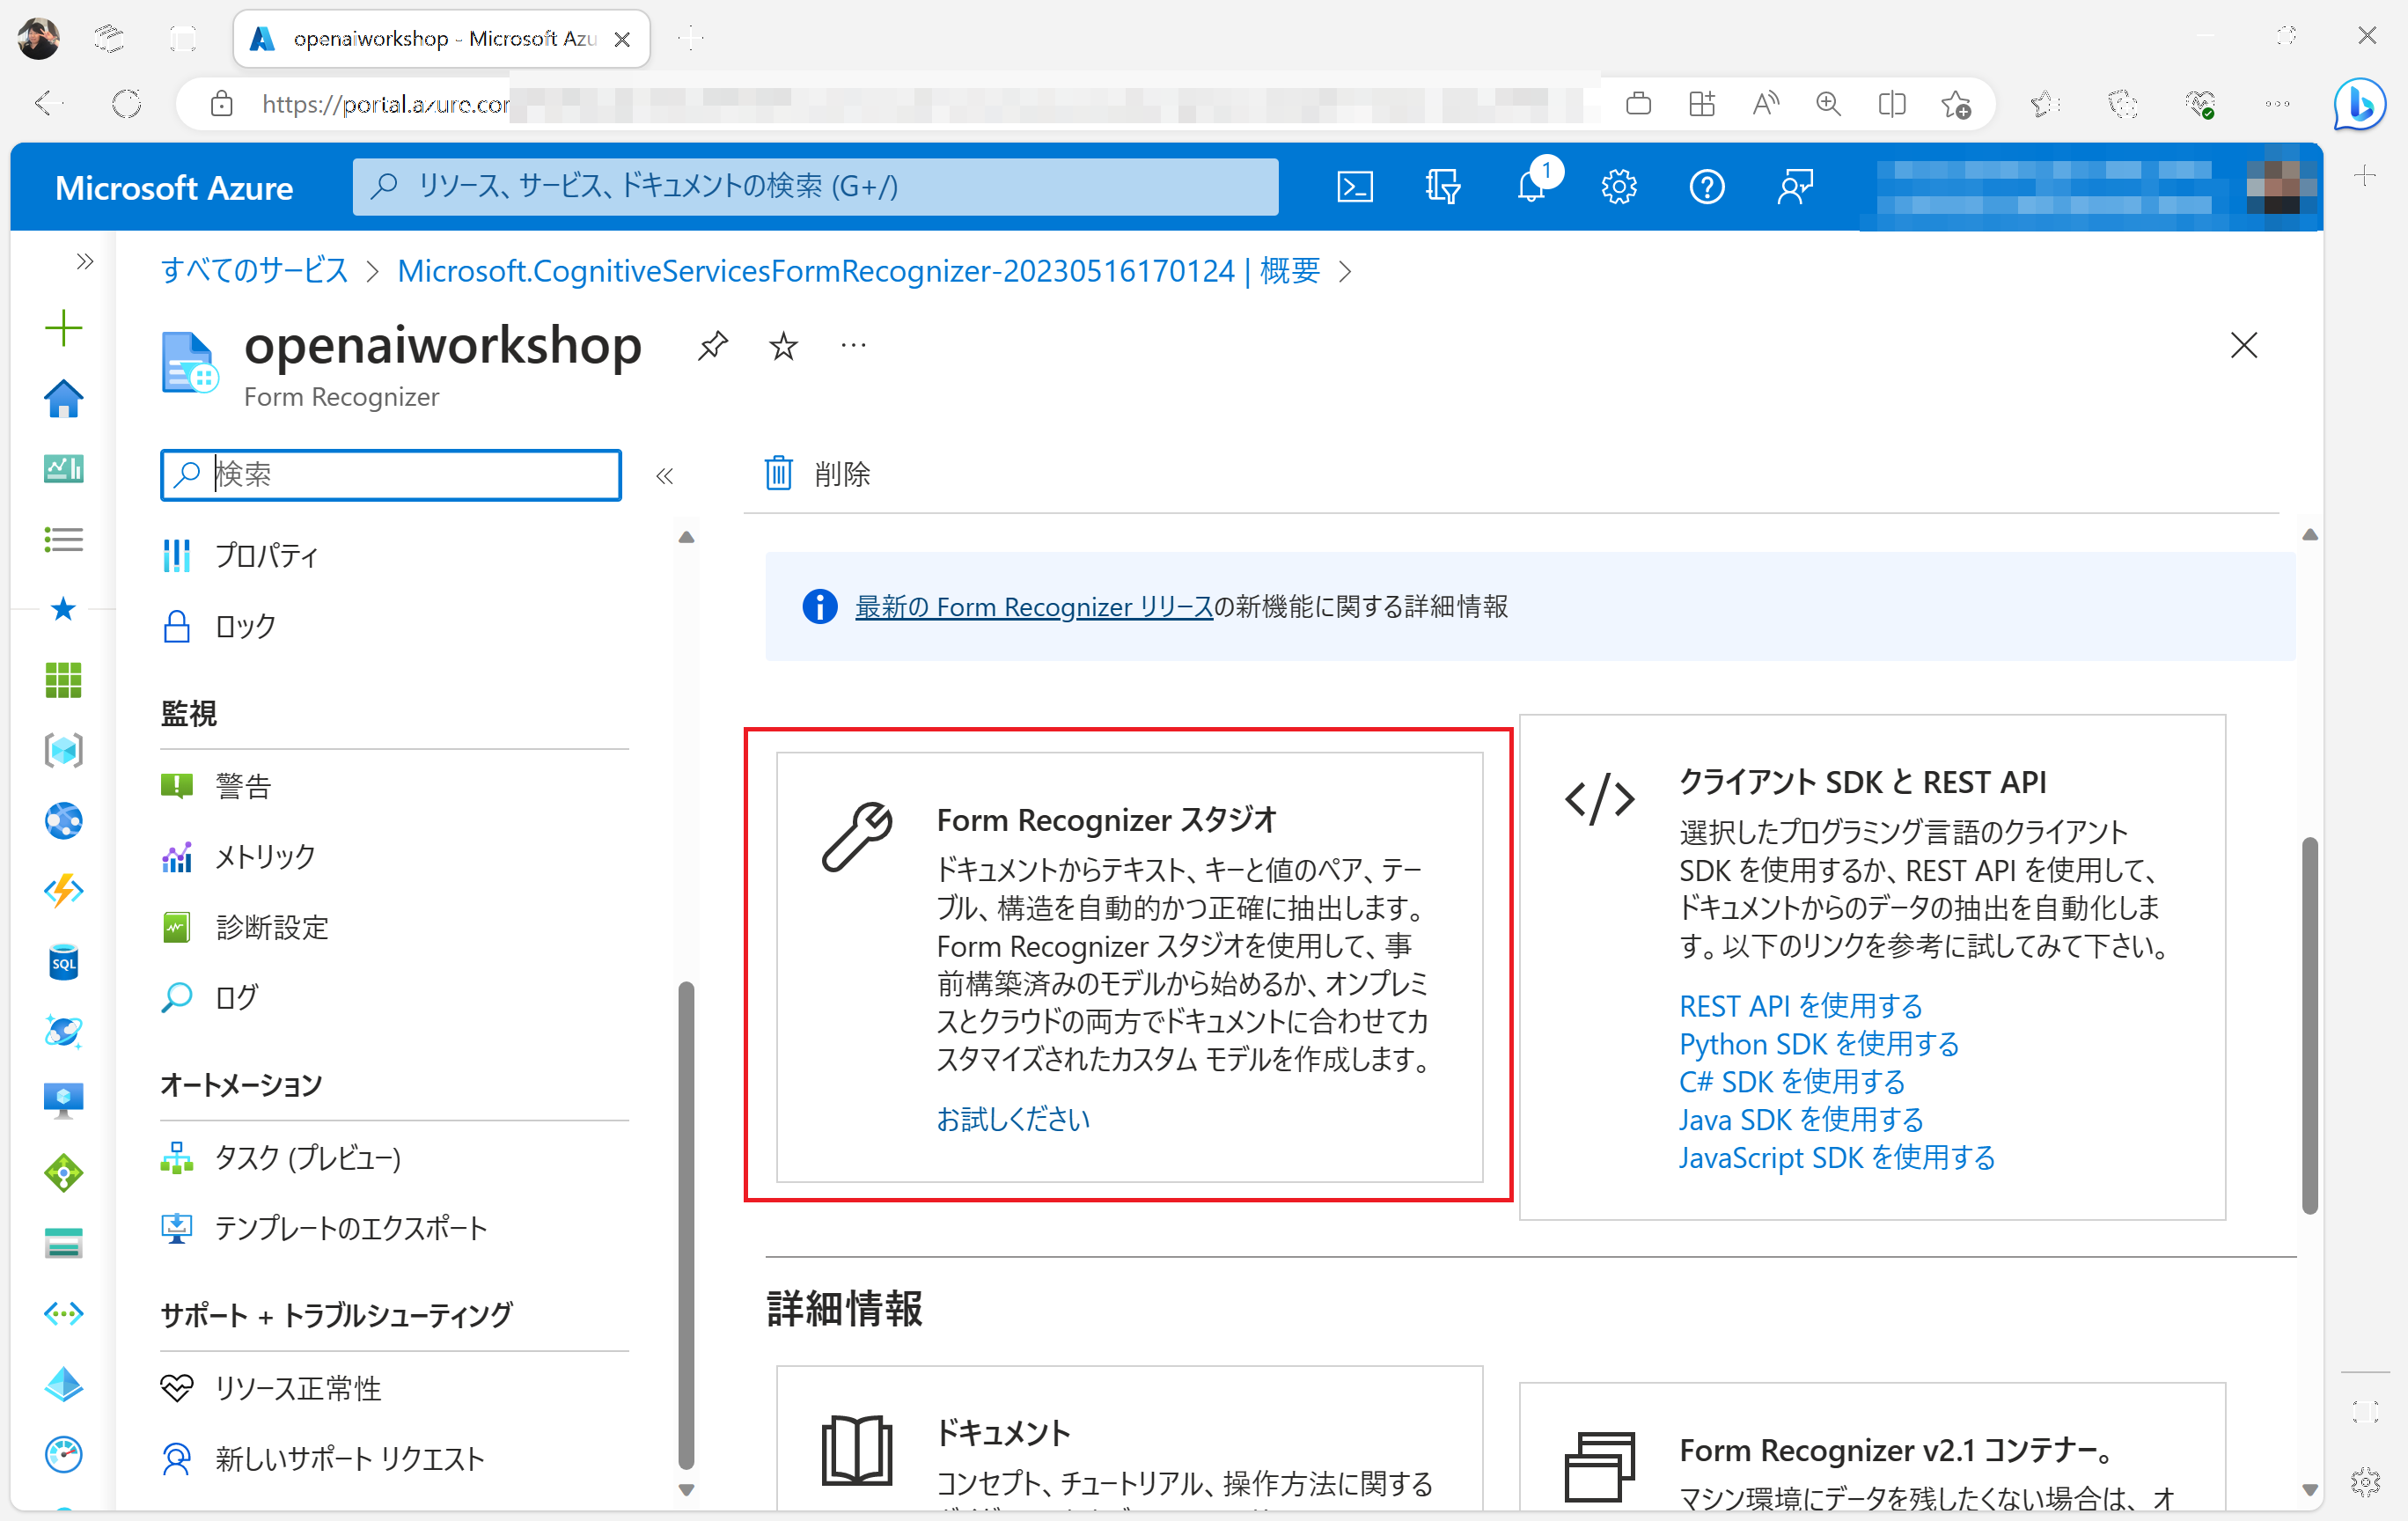 openaiworkshop - Microsoft Azu
https://portal.azure.com
Microsoft Azure
リソース、サービス、ドキュメントの検索 (G+/)
1
すべてのサービス > Microsoft.CognitiveServicesFormRecognizer-20230516170124 | 概要 >
openaiworkshop
Form Recognizer
検索
プロパティ
ロック
監視
警告
メトリック
診断設定
ログ
オートメーション
タスク (プレビュー)
テンプレートのエクスポート
サポート + トラブルシューティング
リソース正常性
新しいサポート リクエスト
SQL
削除
最新の Form Recognizer リリースの新機能に関する詳細情報
Form Recognizer スタジオ
ドキュメントからテキスト、キーと値のペア、テー
ブル、構造を自動的かつ正確に抽出します。
Form Recognizer スタジオを使用して、事
前構築済みのモデルから始めるか、オンプレミ
スとクラウドの両方でドキュメントに合わせてカ
スタマイズされたカスタム モデルを作成します。
お試しください
クライアント SDK と REST API
選択したプログラミング言語のクライアント
SDK を使用するか、REST API を使用して、
ドキュメントからのデータの抽出を自動化しま
す。以下のリンクを参考に試してみて下さい。
REST API を使用する
Python SDK を使用する
C# SDK を使用する
Java SDK を使用する
JavaScript SDK を使用する
詳細情報
ドキュメント
コンセプト、チュートリアル、操作方法に関する
Form Recognizer v2.1 コンテナー。
マシン環境にデータを残したくない場合は、オ